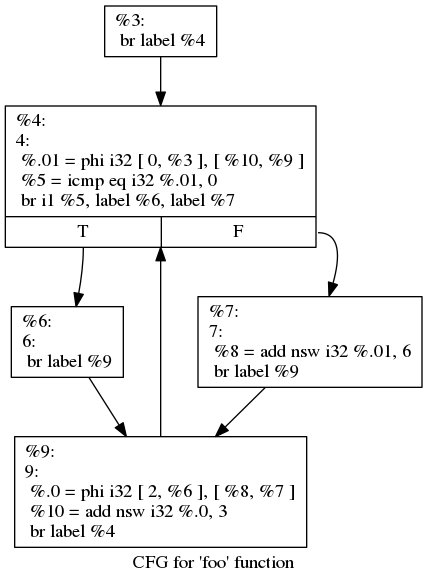 %3:
br label %4
%4:
4:
%.01 = phi i32 [ 0, %3 ], [ %10, %9 ]
%5 = icmp eq i32 %.01, 0
br i1 %5, label %6, label %7
T
F
%6:
6:
br label %9
%7:
7:
%8 = add nsw i32 %.01, 6
br label %9
%9:
9:
%.0 = phi i32 [ 2, %6 ], [ %8, %7 ]
%10 = add nsw i32 %.0, 3
br label %4
CFG for 'foo' function